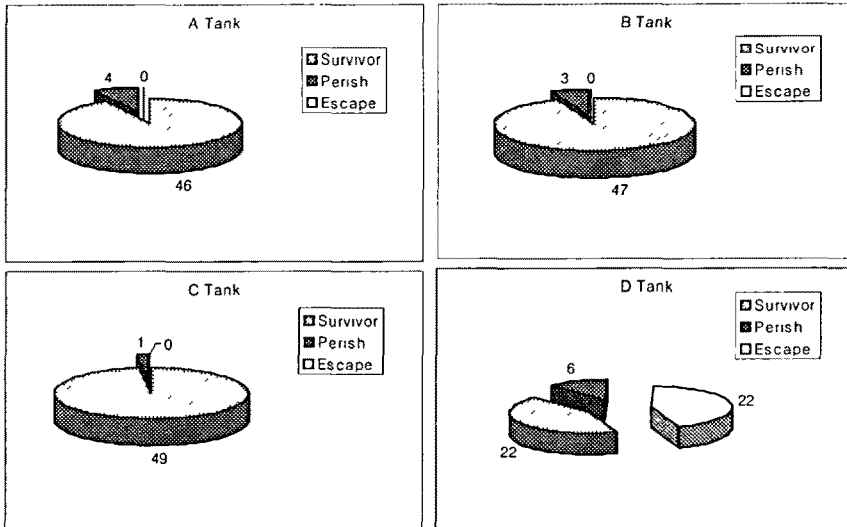 A Tank
4 0
46
Survivor
Perish
Escape
B Tank
3 0
47
Survivor
Perish
Escape
C Tank
1 0
49
Survivor
Perish
Escape
D Tank
6
22
22
Survivor
Perish
Escape